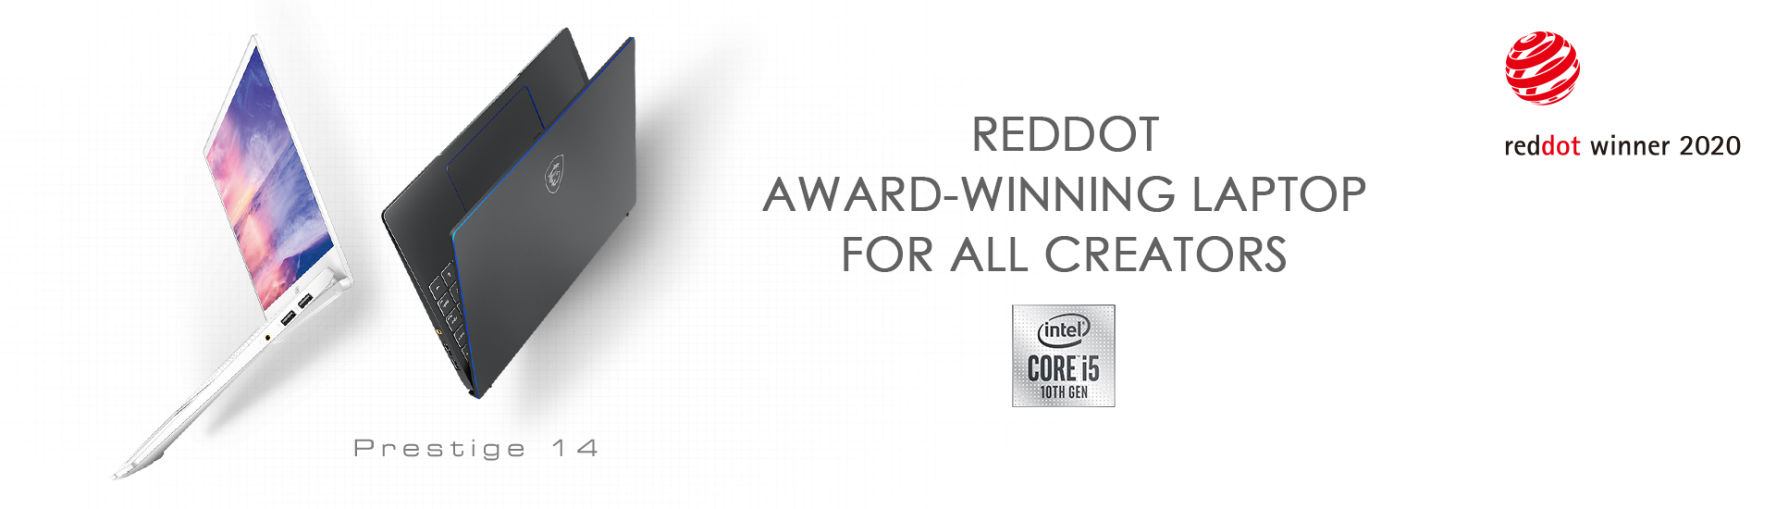 REDDOT
AWARD-WINNING LAPTOP
FOR ALL CREATORS
intel
CORE i5
10TH GEN
Prestige 14
reddot winner 2020